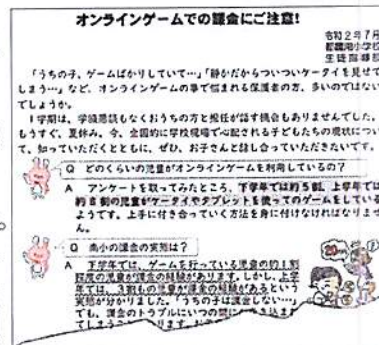 オンラインゲームでの課金にご注意!
令和2年7月
小学校
「うちの子、ゲームばかりしていて…」「静かだからついついケータイを見せて
しまう…」など、オンラインゲームの事で悩まれる保護者の方、多いのではない
でしょうか。
1学期は、学級懇談もなくおうちの方と担任が話す機会もありませんでした。
もうすぐ、夏休み。今、全国的に学校現場で心配される子どもたちの現状につい
て、知っていただくとともに、ぜひ、お子さんと話し合っていただきたいです。
Q どのくらいの児童がオンラインゲームを利用しているの?
A アンケートを取ってみたところ、下学年では約5割、上学年では
約8割の児童がケータイやタブレットを使ってのゲームをしている
ようです。上手に付き合っていく方法を身に付けなければなりませ
ん。
Q 南小の課金の実態は?
A 下学年では、ゲームを行っている児童の約1割
程度の児童が課金の経験があります。しかし、上学
年では、3割もの児童が課金の経験があるという
実態が分かりました。「うちの子は課金しない…」
でも、課金のトラブルにいつの間に
てしまう